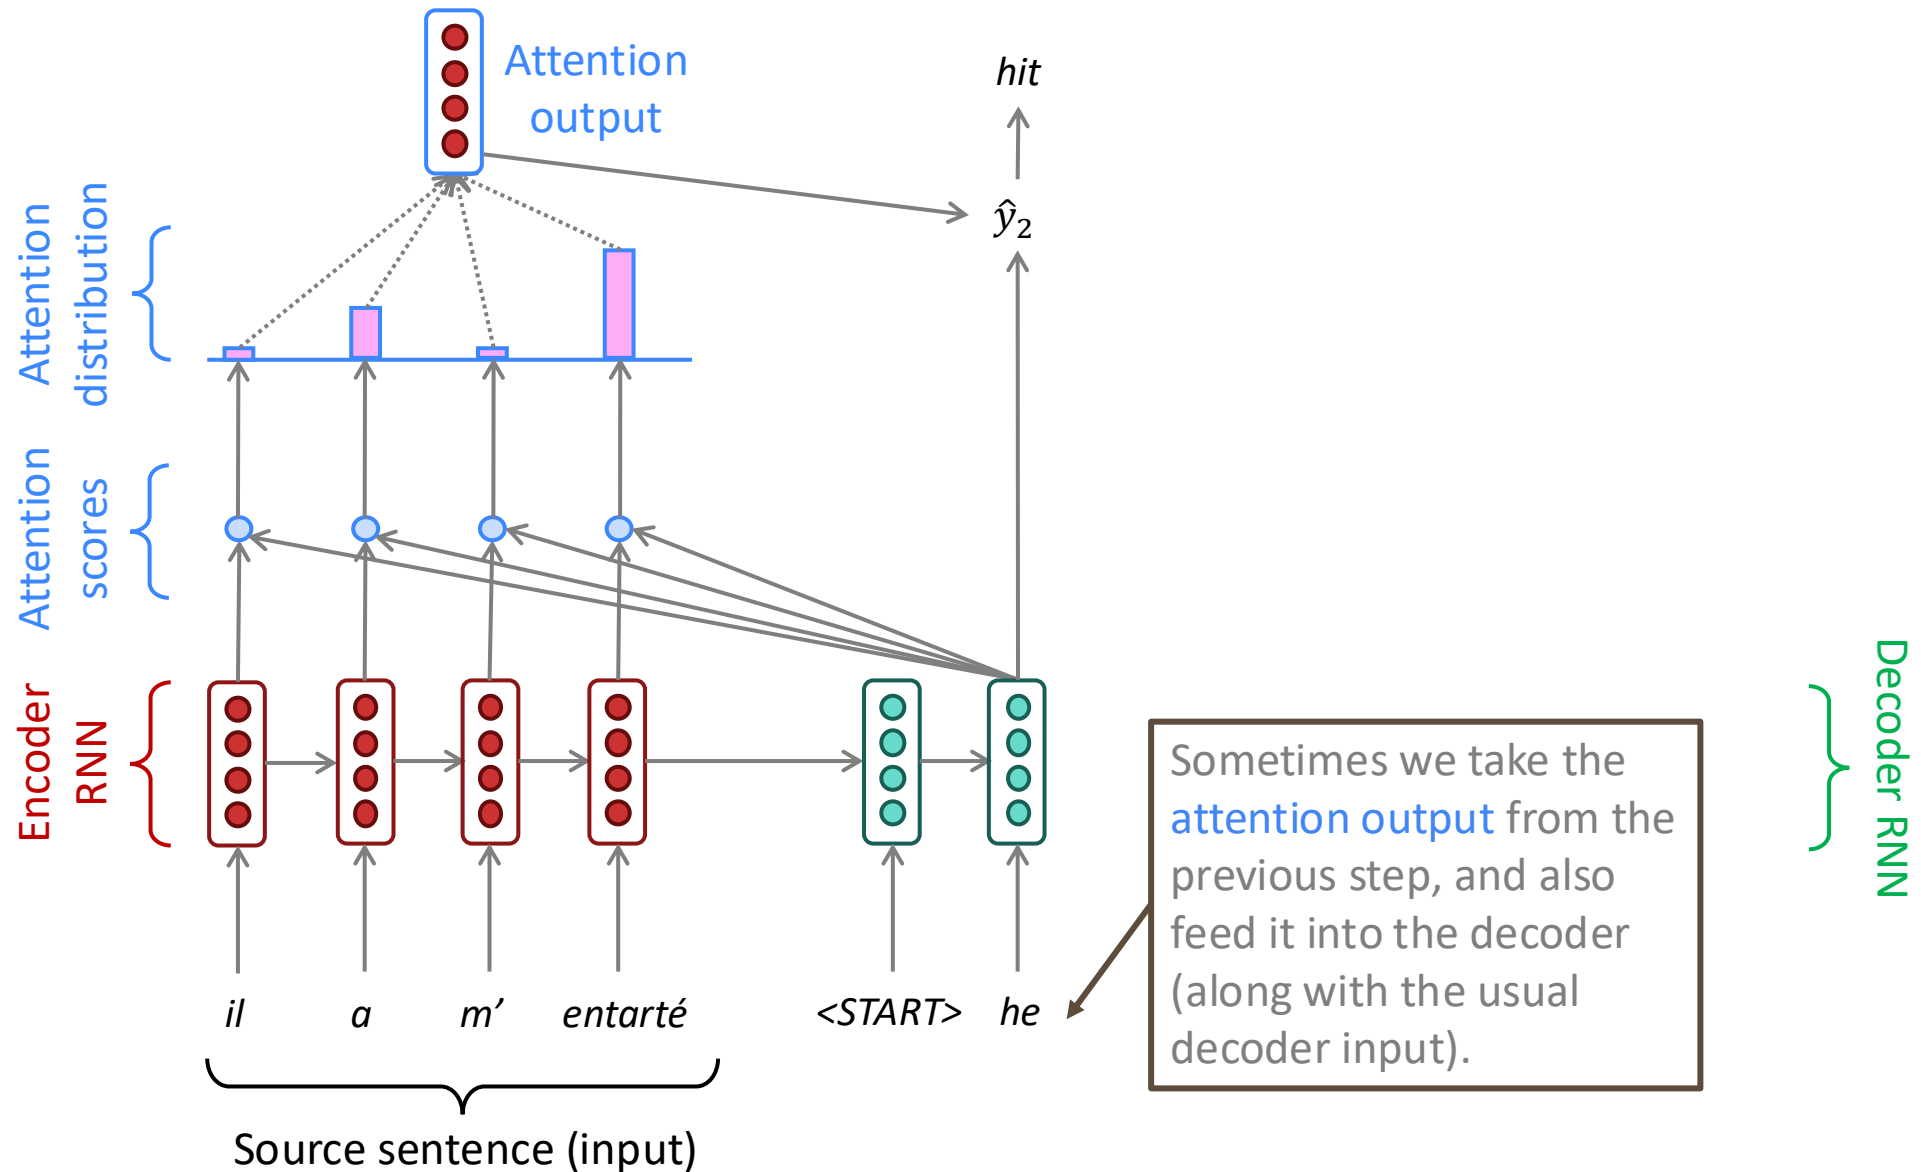 Attention
output
hit
ŷ₂
Attention
distribution
Attention
scores
Encoder
RNN
Decoder RNN
Sometimes we take the
attention output from the
previous step, and also
feed it into the decoder
(along with the usual
decoder input).
il a m’ entarté <START> he
Source sentence (input)